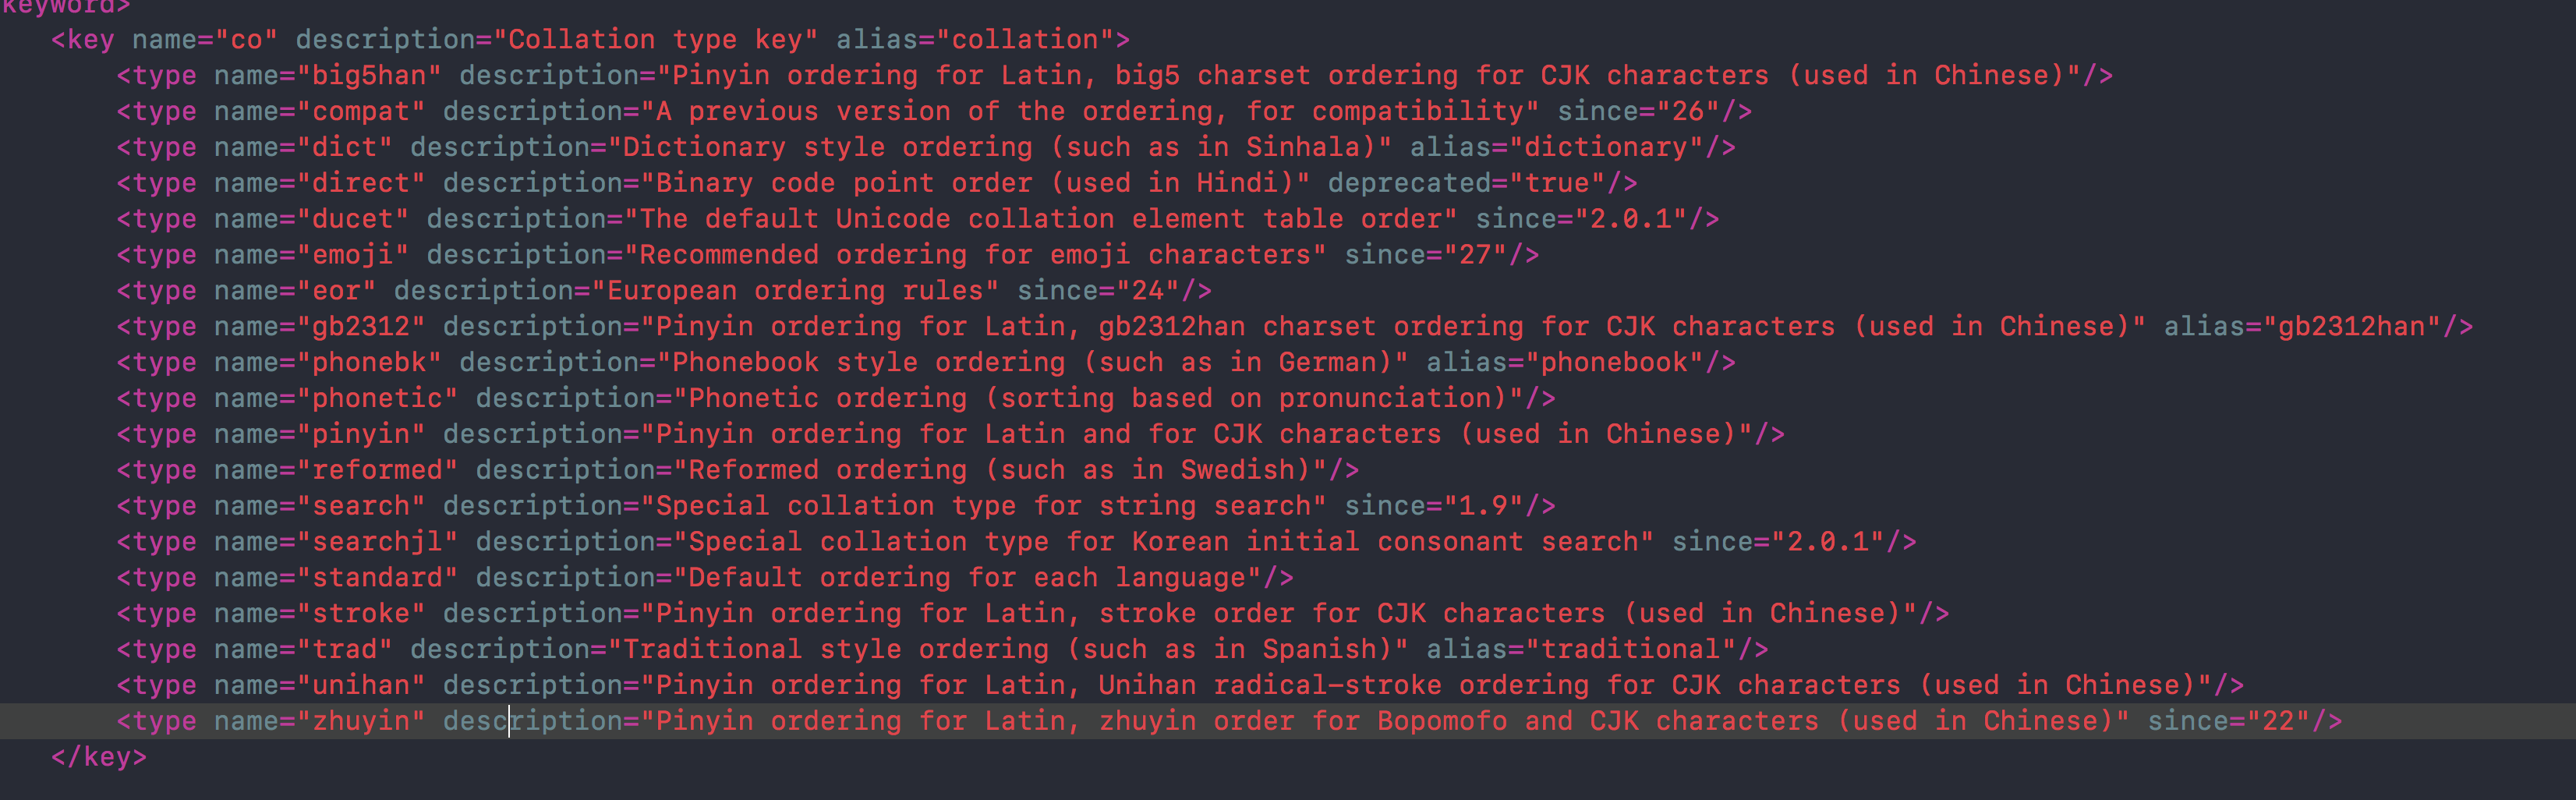 keyword>
<key name="co" description="Collation type key" alias="collation">
<type name="big5han" description="Pinyin ordering for Latin, big5 charset ordering for CJK characters (used in Chinese)"/>
<type name="compat" description="A previous version of the ordering, for compatibility" since="26"/>
<type name="dict" description="Dictionary style ordering (such as in Sinhala)" alias="dictionary"/>
<type name="direct" description="Binary code point order (used in Hindi)" deprecated="true"/>
<type name="ducet" description="The default Unicode collation element table order" since="2.0.1"/>
<type name="emoji" description="Recommended ordering for emoji characters" since="27"/>
<type name="eor" description="European ordering rules" since="24"/>
<type name="gb2312" description="Pinyin ordering for Latin, gb2312han charset ordering for CJK characters (used in Chinese)" alias="gb2312han"/>
<type name="phonebk" description="Phonebook style ordering (such as in German)" alias="phonebook"/>
<type name="phonetic" description="Phonetic ordering (sorting based on pronunciation)"/>
<type name="pinyin" description="Pinyin ordering for Latin and for CJK characters (used in Chinese)"/>
<type name="reformed" description="Reformed ordering (such as in Swedish)"/>
<type name="search" description="Special collation type for string search" since="1.9"/>
<type name="searchjl" description="Special collation type for Korean initial consonant search" since="2.0.1"/>
<type name="standard" description="Default ordering for each language"/>
<type name="stroke" description="Pinyin ordering for Latin, stroke order for CJK characters (used in Chinese)"/>
<type name="trad" description="Traditional style ordering (such as in Spanish)" alias="traditional"/>
<type name="unihan" description="Pinyin ordering for Latin, Unihan radical-stroke ordering for CJK characters (used in Chinese)"/>
<type name="zhuyin" description="Pinyin ordering for Latin, zhuyin order for Bopomofo and CJK characters (used in Chinese)" since="22"/>
</key>